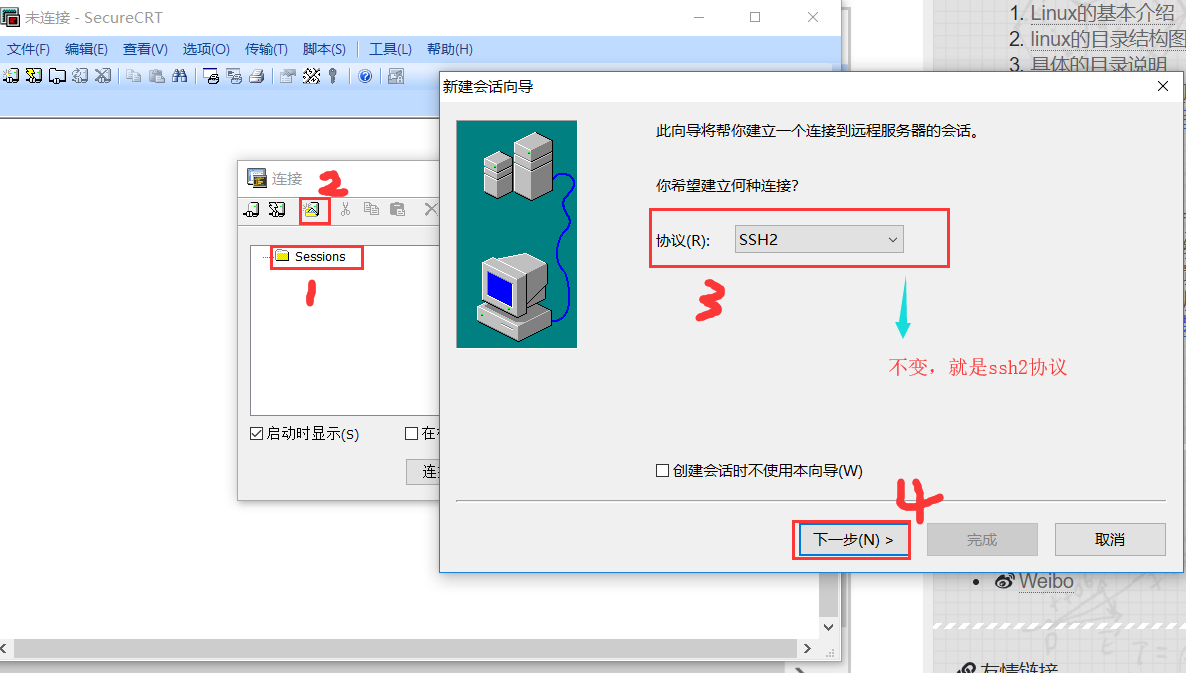 未连接 - SecureCRT
文件(F) 编辑(E) 查看(V) 选项(O) 传输(T) 脚本(S) 工具(L) 帮助(H)
1. Linux的基本介绍
2. linux的目录结构图
3. 具体的目录说明
新建会话向导
此向导将帮你建立一个连接到远程服务器的会话。
你希望建立何种连接?
协议(R): SSH2
3
不变，就是ssh2协议
创建会话时不使用本向导(W)
4
下一步(N) > 完成 取消
连接
2
Sessions
1
启动时显示(S) 在
连
Weibo
友情链接